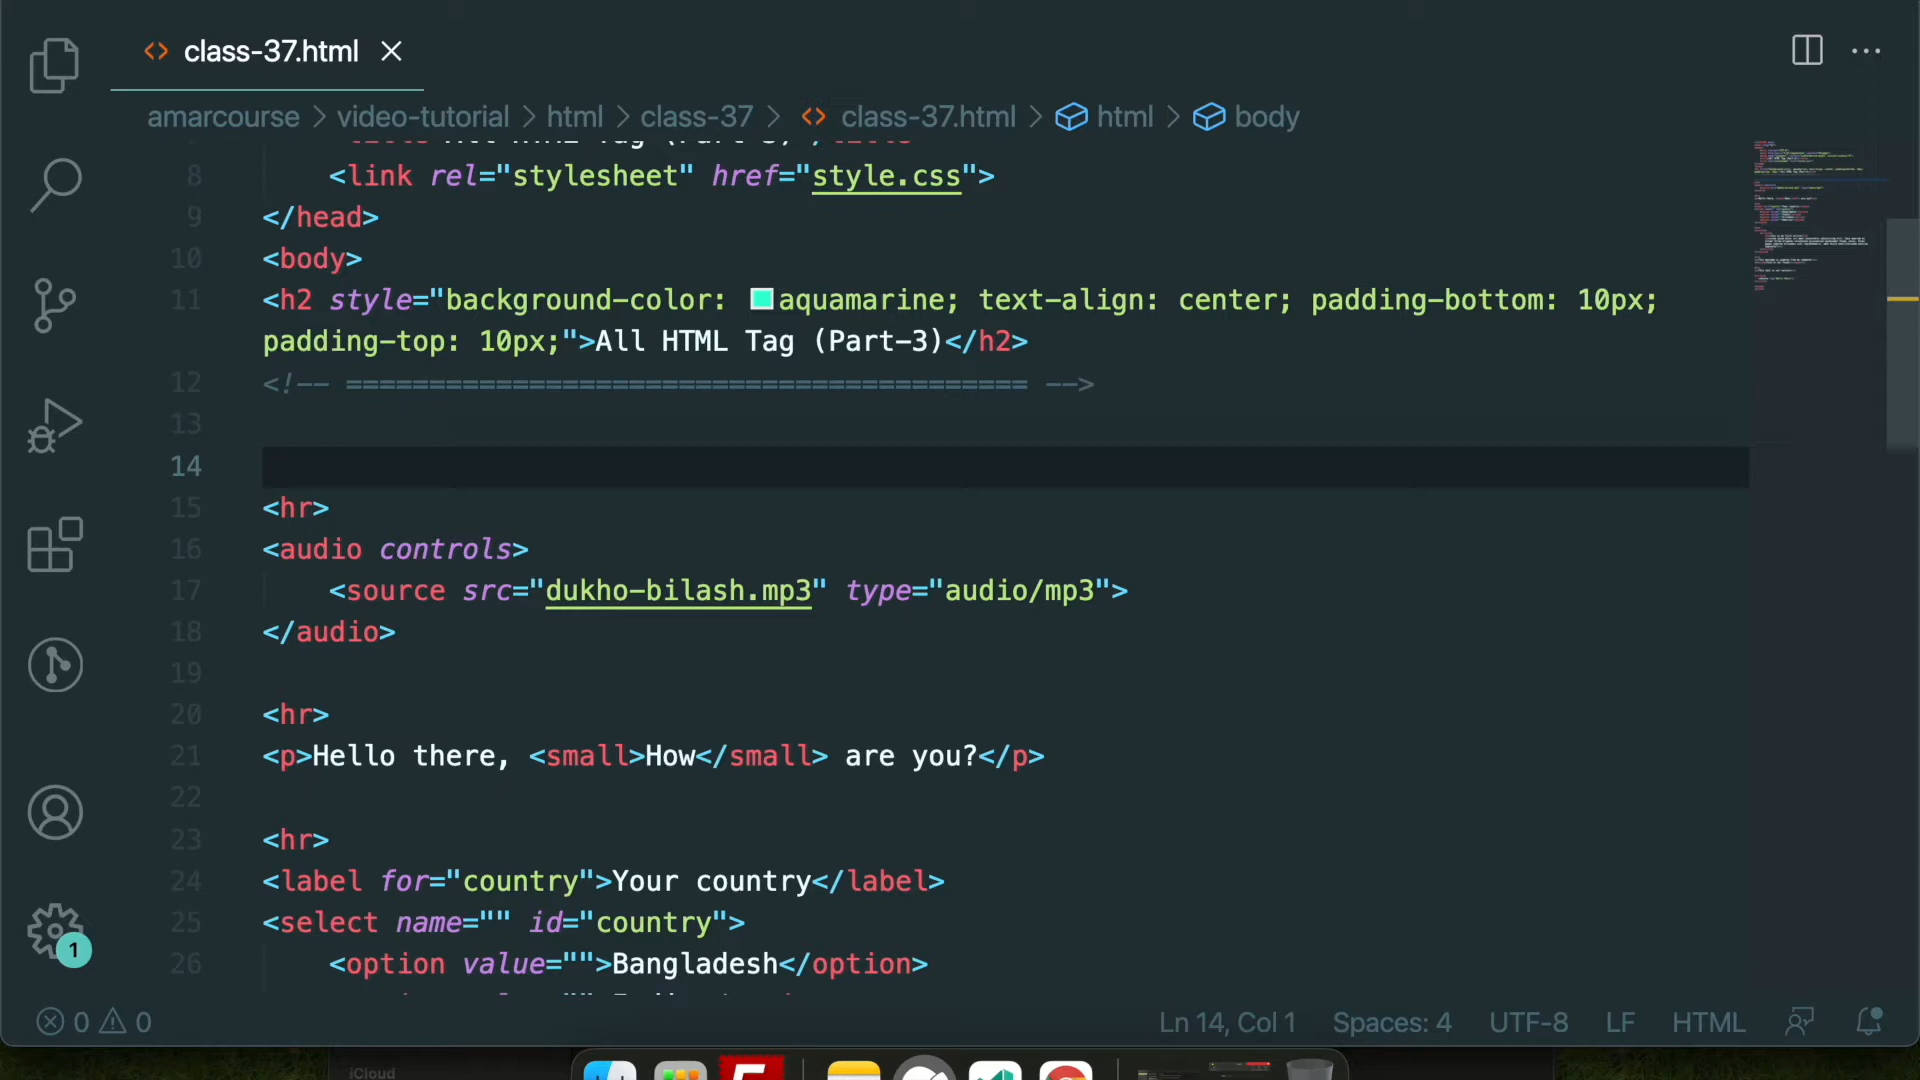 class-37.html
amarcourse > video-tutorial > html > class-37 > <> class-37.html > html > body
8 <link rel="stylesheet" href="style.css">
9 </head>
10 <body>
11 <h2 style="background-color: aquamarine; text-align: center; padding-bottom: 10px;
padding-top: 10px;">All HTML Tag (Part-3)</h2>
12 <!-- ========================================= -->
13
14
15 <hr>
16 <audio controls>
17 <source src="dukho-bilash.mp3" type="audio/mp3">
18 </audio>
19
20 <hr>
21 <p>Hello there, <small>How</small> are you?</p>
22
23 <hr>
24 <label for="country">Your country</label>
25 <select name="" id="country">
26 <option value="">Bangladesh</option>
1
0 0 Ln 14, Col 1 Spaces: 4 UTF-8 LF HTML
iCloud